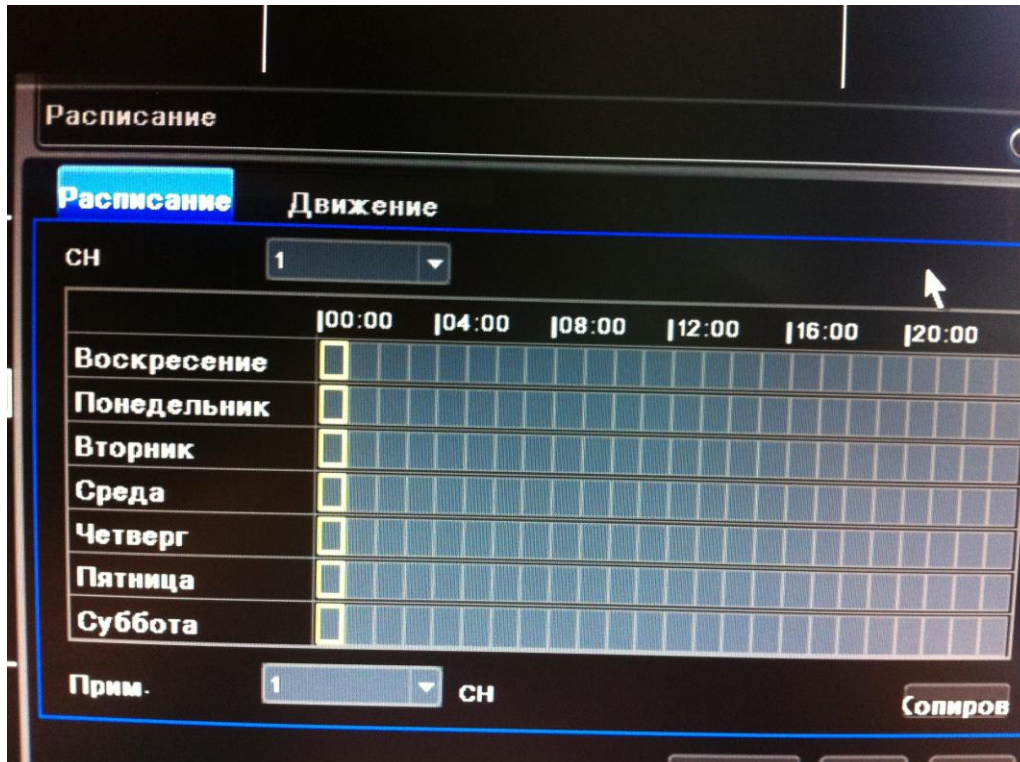 Расписание
Расписание Движение
CH 1
00:00 04:00 08:00 12:00 16:00 20:00
Воскресение
Понедельник
Вторник
Среда
Четверг
Пятница
Суббота
Прим. 1 CH Копиров